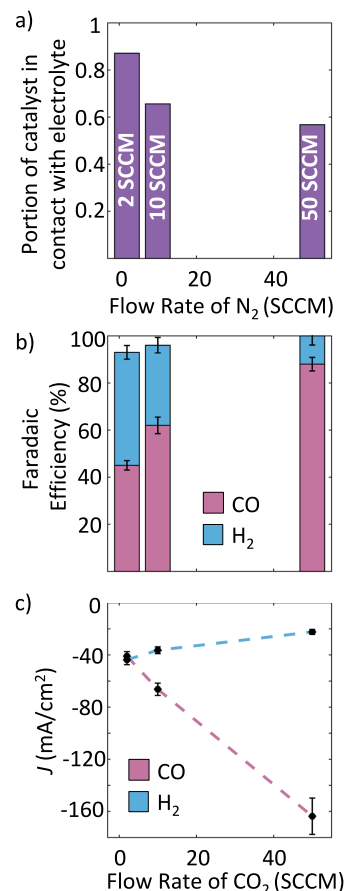 a)
Portion of catalyst in
contact with electrolyte
1
0.8
0.6
0.4
0.2
2 SCCM
10 SCCM
50 SCCM
0 20 40
Flow Rate of N2 (SCCM)
b)
Faradaic
Efficiency (%)
100
80
60
40
20
CO
H2
c)
J (mA/cm²)
0
-40
-80
-120
-160
CO
H2
0 20 40
Flow Rate of CO2 (SCCM)